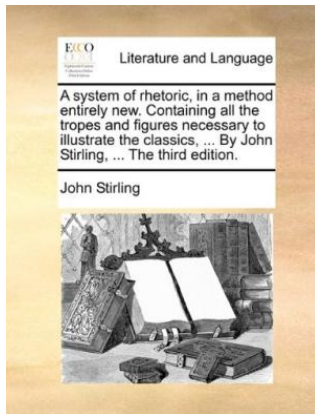 ECCO
Literature and Language
A system of rhetoric, in a method
entirely new. Containing all the
tropes and figures necessary to
illustrate the classics, ... By John
Stirling, ... The third edition.
John Stirling